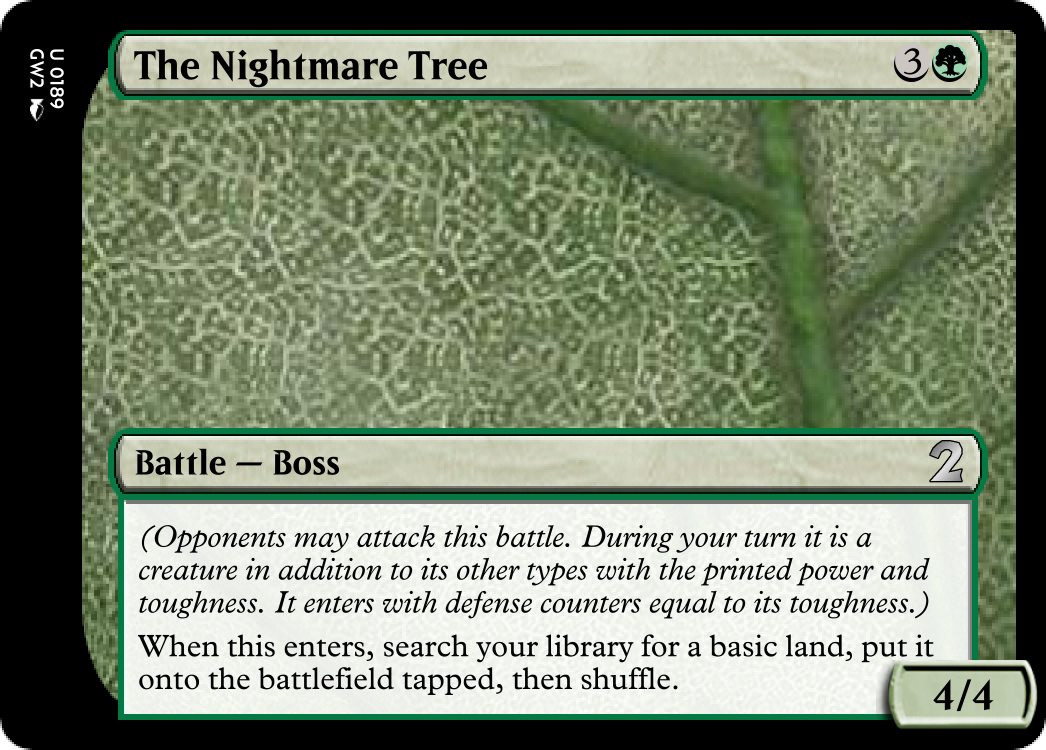 The Nightmare Tree 3
U 0189
GW2
Battle — Boss 2
(Opponents may attack this battle. During your turn it is a
creature in addition to its other types with the printed power and
toughness. It enters with defense counters equal to its toughness.)
When this enters, search your library for a basic land, put it
onto the battlefield tapped, then shuffle.
4/4